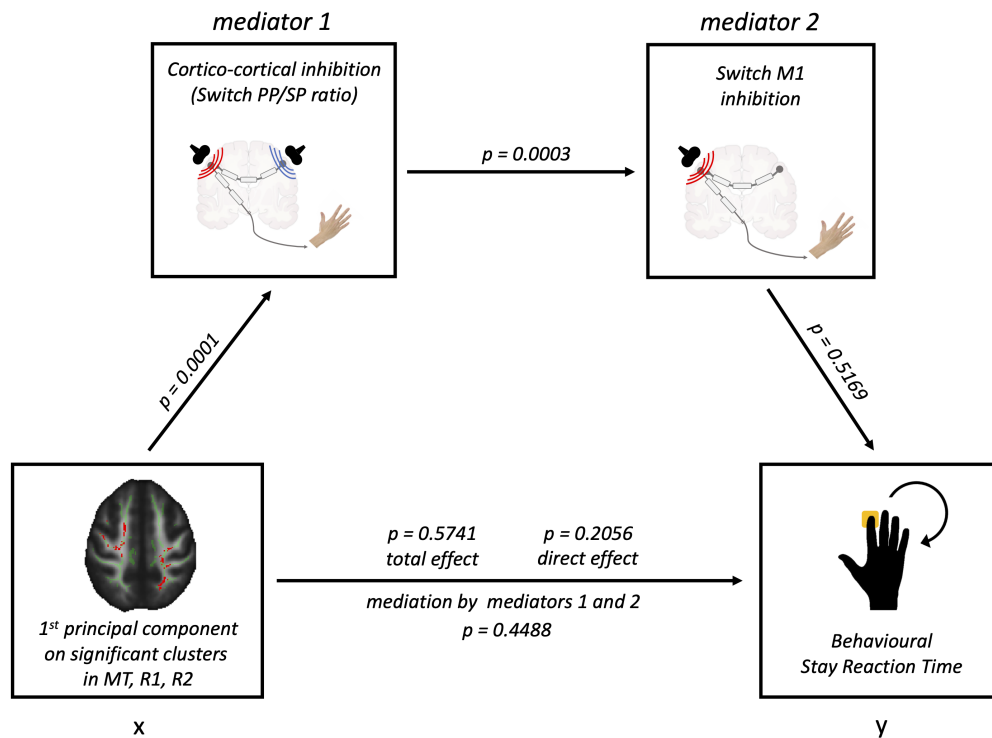 mediator 1
mediator 2
Cortico-cortical inhibition
(Switch PP/SP ratio)
Switch M1
inhibition
p = 0.0003
p = 0.0001
p = 0.5169
p = 0.5741
total effect
p = 0.2056
direct effect
mediation by mediators 1 and 2
p = 0.4488
1st principal component
on significant clusters
in MT, R1, R2
Behavioural
Stay Reaction Time
x
y